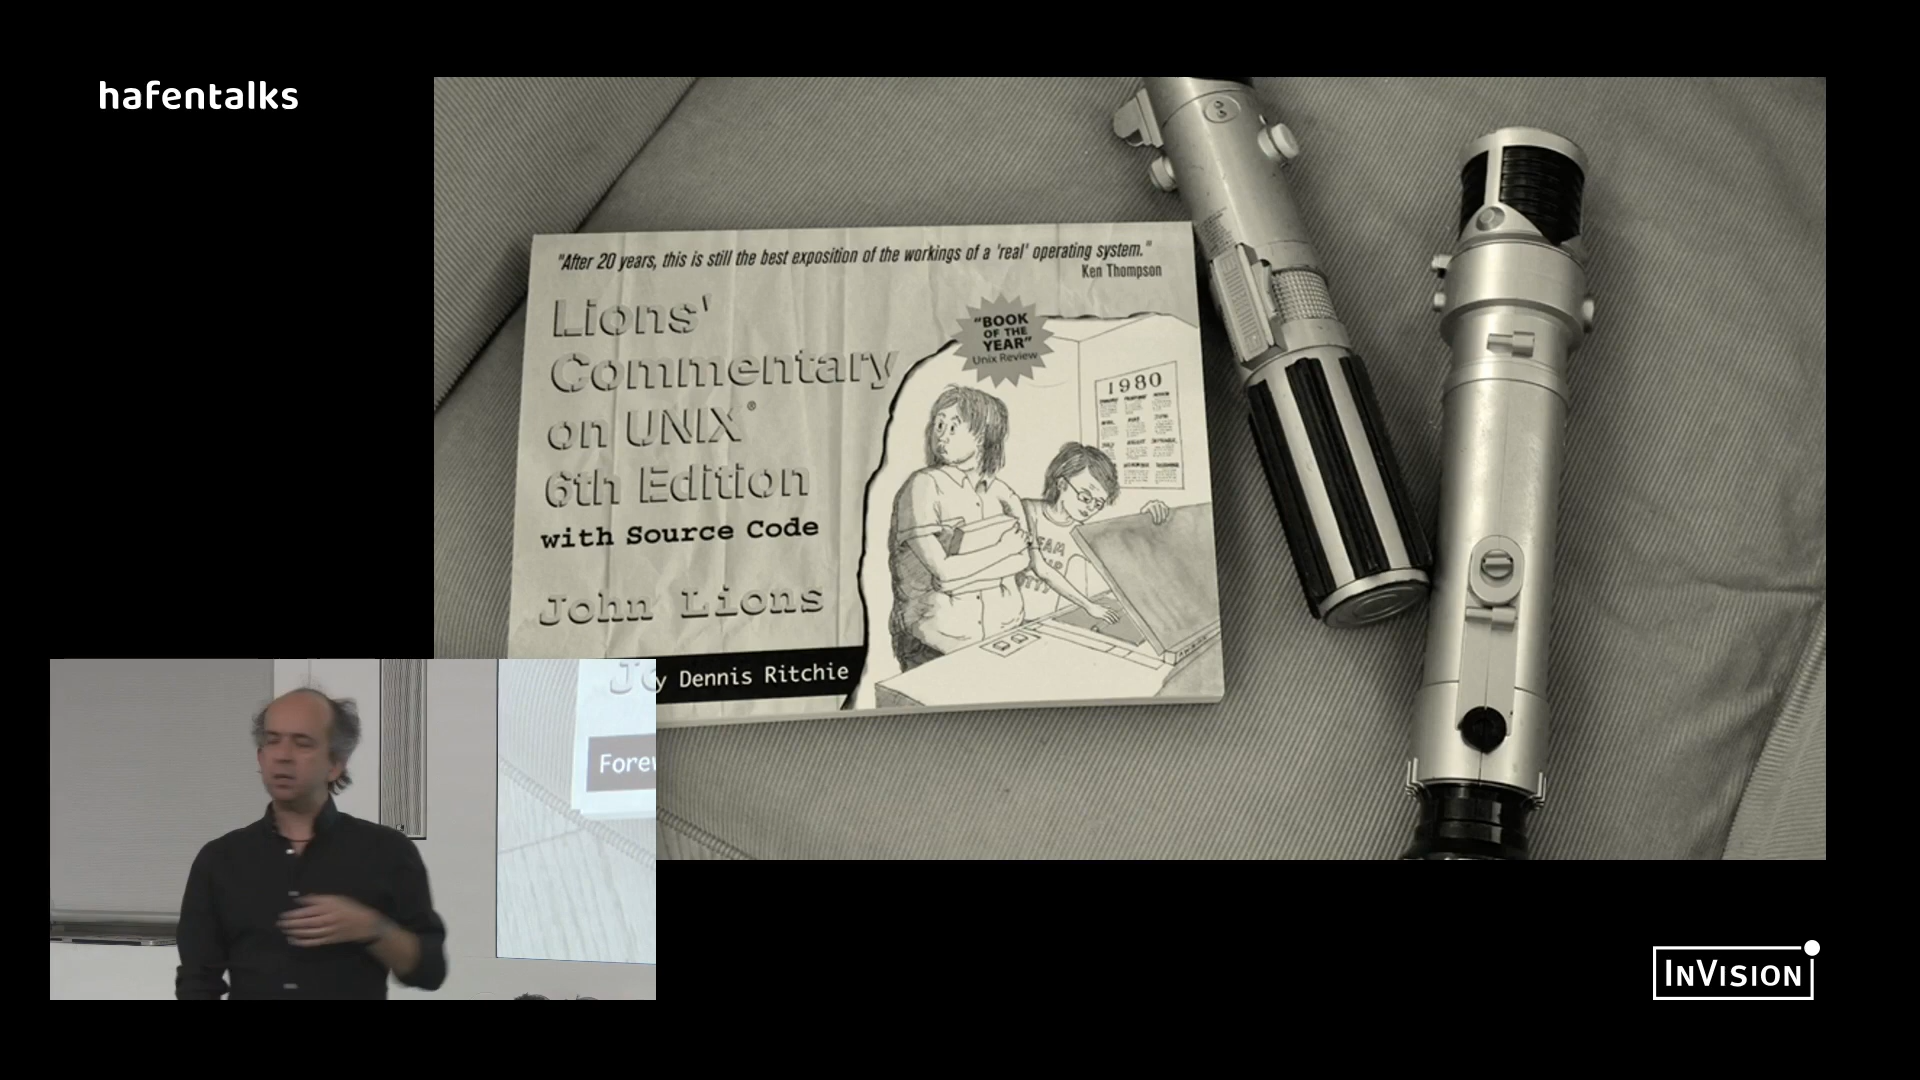 hafentalks
"After 20 years, this is still the best exposition of the workings of a 'real' operating system."
Ken Thompson
Lions'
Commentary
on UNIX®
6th Edition
with Source Code
John Lions
"BOOK
OF THE
YEAR"
Unix Review
1980
y Dennis Ritchie
J
Forew
INVISION